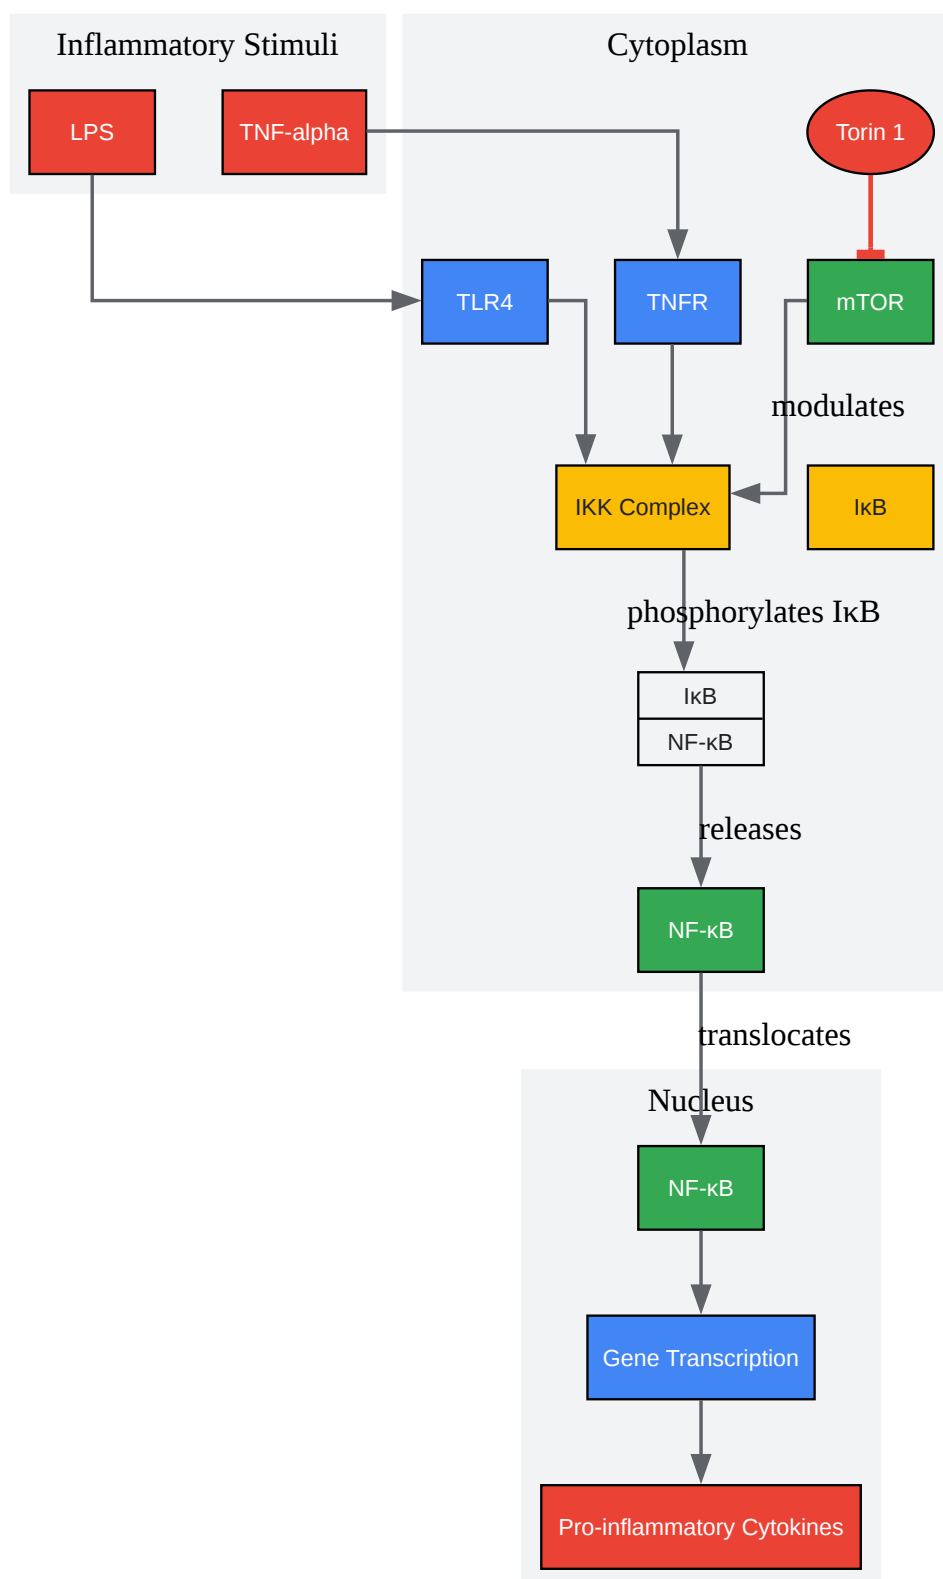 Inflammatory Stimuli
Cytoplasm
LPS
TNF-alpha
Torin 1
TLR4
TNFR
mTOR
modulates
IKK Complex
IκB
phosphorylates IκB
IκB
NF-κB
releases
NF-κB
translocates
Nucleus
NF-κB
Gene Transcription
Pro-inflammatory Cytokines